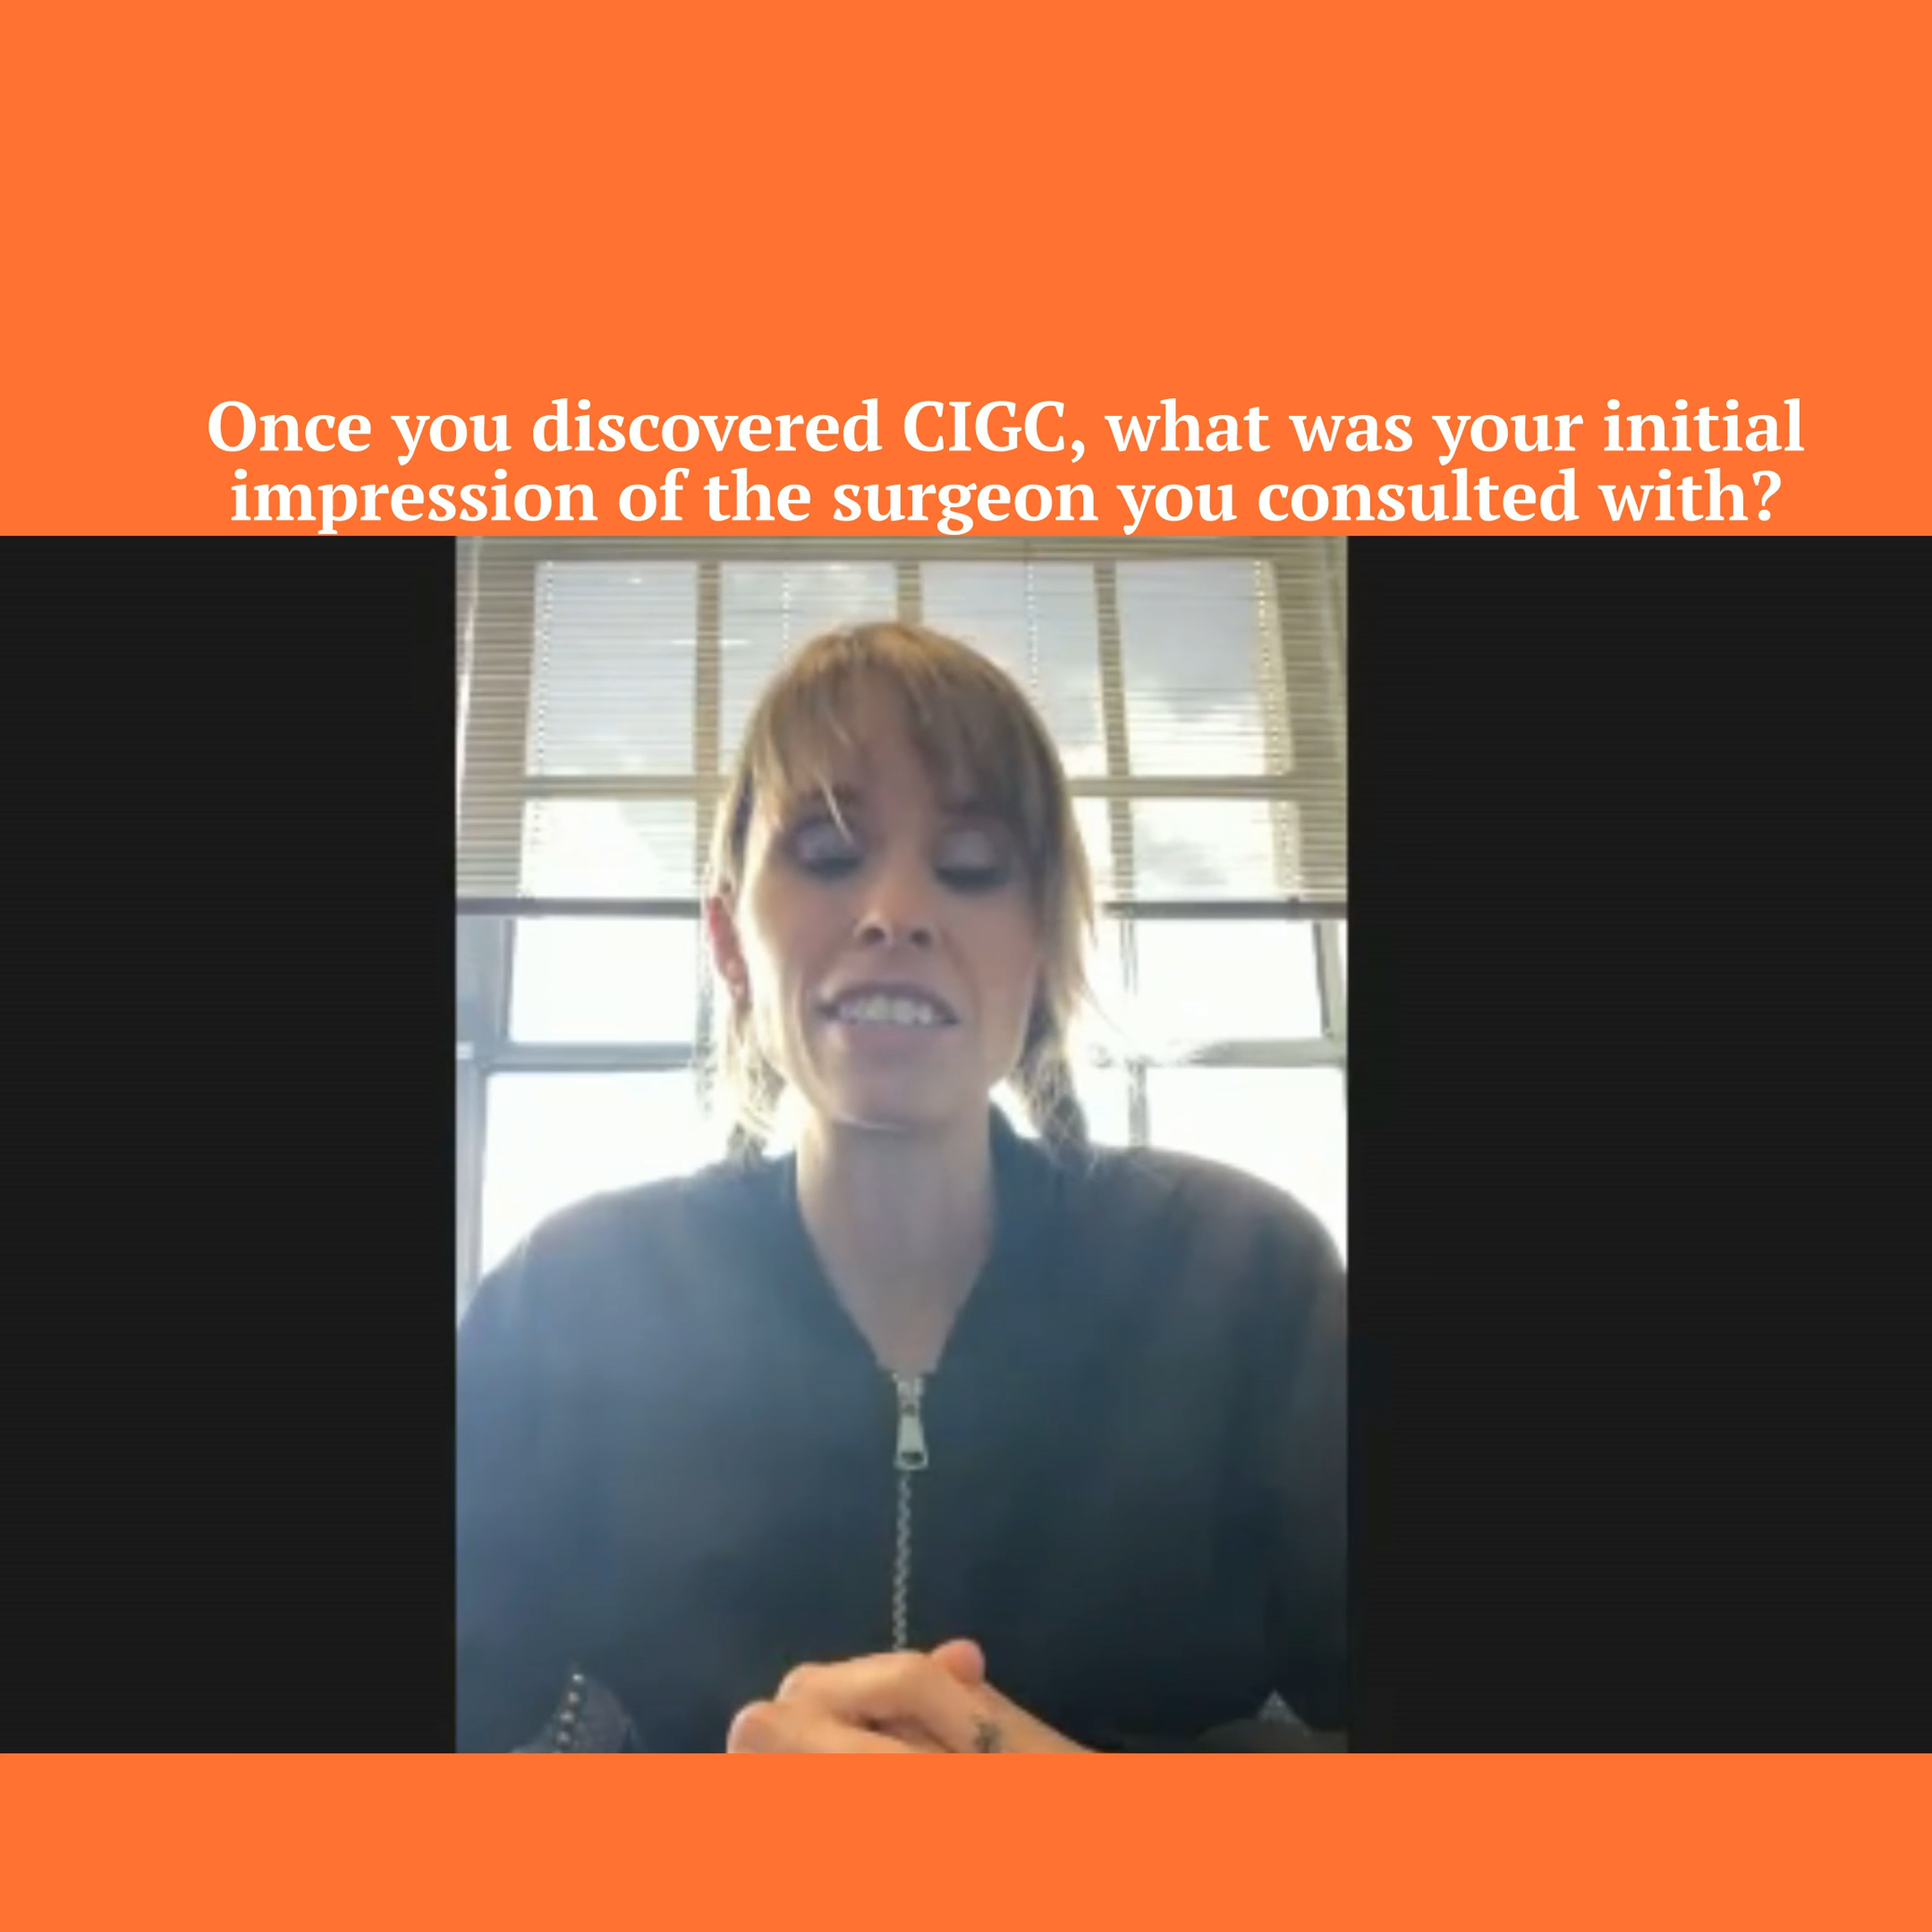 Once you discovered CIGC, what was your initial
impression of the surgeon you consulted with?